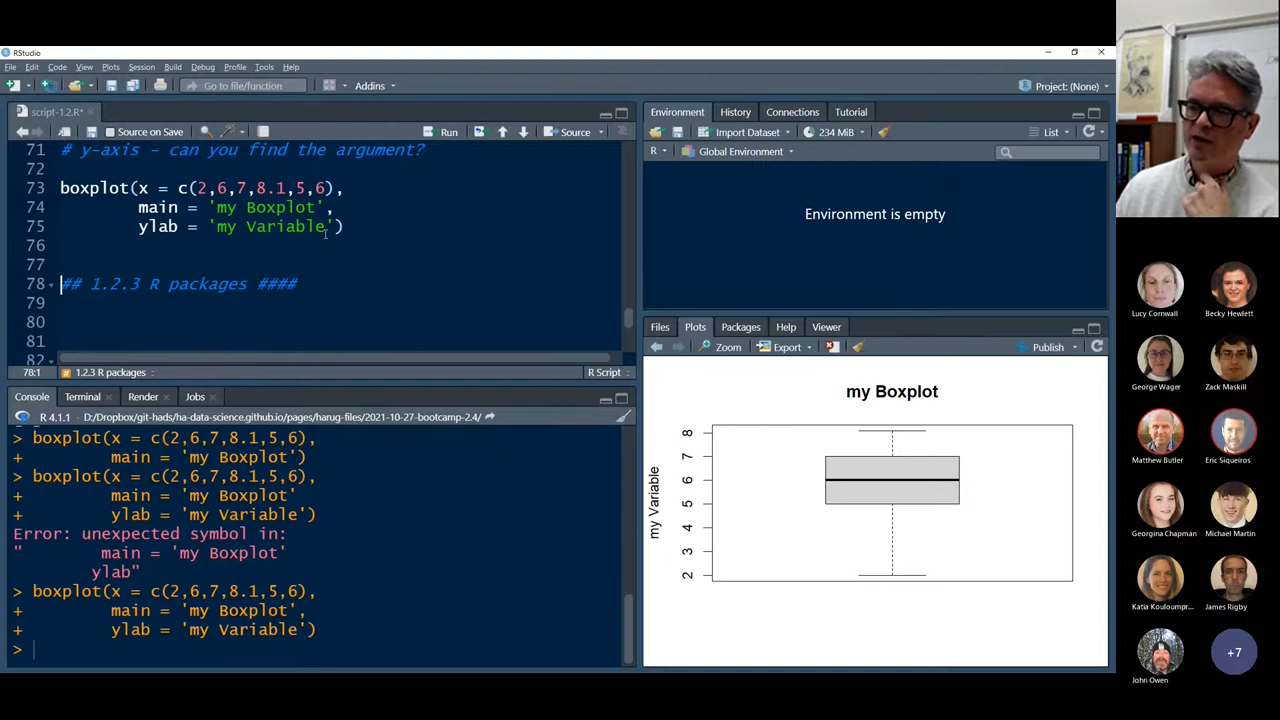 RStudio
File Edit Code View Plots Session Build Debug Profile Tools Help
Go to file/function
Addins
Project: (None)
script-1.2.R*
Source on Save
Run
Source
71 # y-axis - can you find the argument?
72
73 boxplot(x = c(2,6,7,8.1,5,6),
74 main = 'my Boxplot',
75 ylab = 'my Variable')
76
77
78 ## 1.2.3 R packages ####
79
80
81
82
78:1 # 1.2.3 R packages : R Script
Console Terminal Render Jobs
R 4.1.1 · D:/Dropbox/git-hads/ha-data-science.github.io/pages/harug-files/2021-10-27-bootcamp-2.4/
> boxplot(x = c(2,6,7,8.1,5,6),
+ main = 'my Boxplot')
> boxplot(x = c(2,6,7,8.1,5,6),
+ main = 'my Boxplot'
+ ylab = 'my Variable')
Error: unexpected symbol in:
" main = 'my Boxplot'
ylab"
> boxplot(x = c(2,6,7,8.1,5,6),
+ main = 'my Boxplot',
+ ylab = 'my Variable')
>
Environment History Connections Tutorial
Import Dataset 234 MiB List
R Global Environment
Environment is empty
Files Plots Packages Help Viewer
Zoom Export Publish
my Boxplot
my Variable
8
7
6
5
4
3
2
Lucy Cornwall Becky Hewlett
George Wager Zack Maskill
Matthew Butler Eric Siqueiros
Georgina Chapman Michael Martin
Katia Kouloumpr... James Rigby
John Owen +7